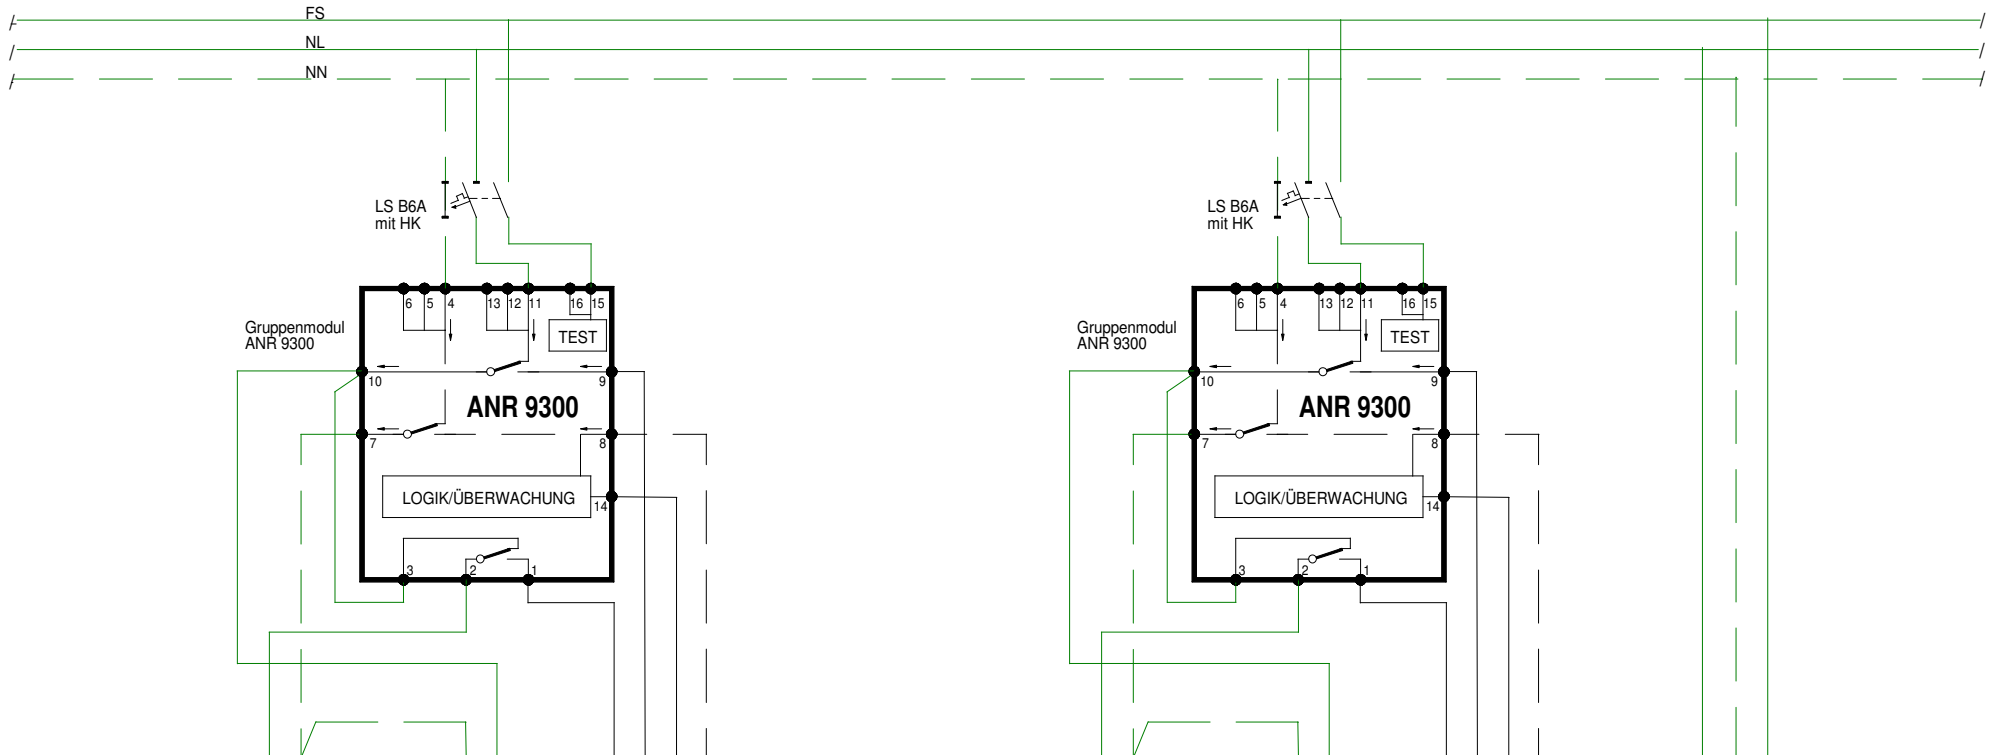 FS
NL
NN
LS B6A
mit HK
LS B6A
mit HK
6 5 4 13 12 11 16 15
6 5 4 13 12 11 16 15
Gruppenmodul
ANR 9300
TEST
Gruppenmodul
ANR 9300
TEST
10 9
10 9
ANR 9300
ANR 9300
7 8
7 8
LOGIK/ÜBERWACHUNG
14
LOGIK/ÜBERWACHUNG
14
3 2 1
3 2 1